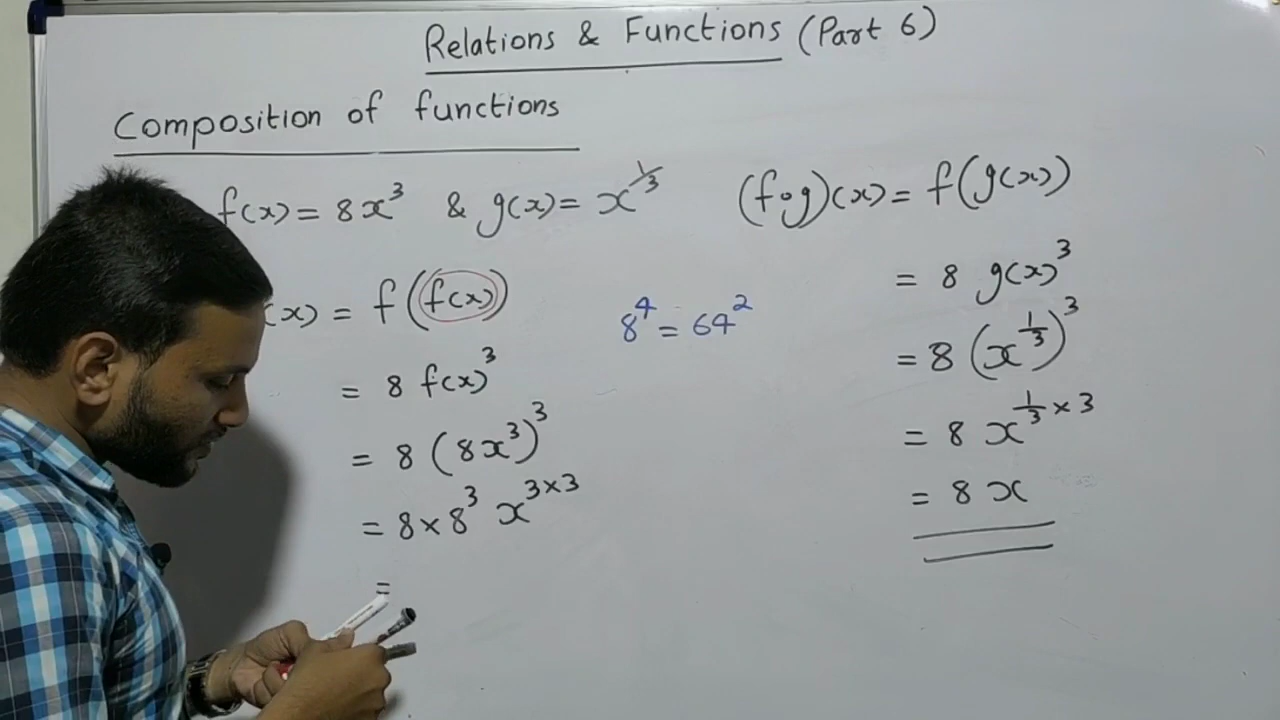 Relations & Functions (Part 6)
Composition of functions
f(x) = 8x³ & g(x) = x^(1/3)
(x) = f(f(x))
= 8 f(x)³
= 8 (8x³)³
= 8 × 8³ x^(3×3)
=
8⁴ = 64²
(f∘g)(x) = f(g(x))
= 8 g(x)³
= 8 (x^(1/3))³
= 8 x^(1/3 × 3)
= 8 x